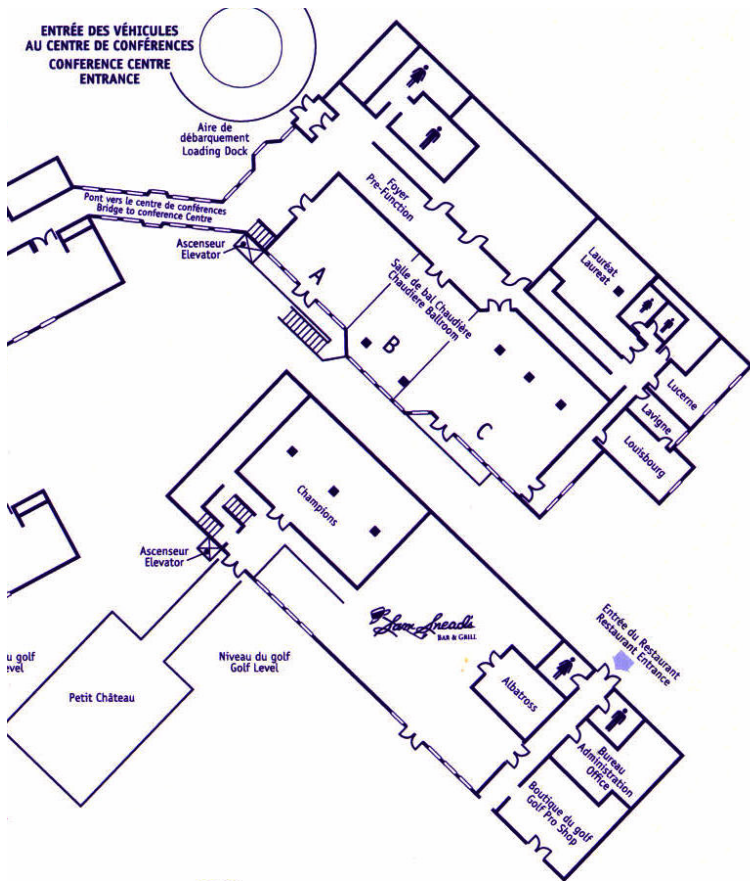 ENTRÉE DES VÉHICULES
AU CENTRE DE CONFÉRENCES
CONFERENCE CENTRE
ENTRANCE
Aire de
débarquement
Loading Dock
Pont vers le centre de conférences
Bridge to conference Centre
Ascenseur
Elevator
Foyer
Pre-Function
Lauréat
Laureat
A
Salle de bal Chaudière
Chaudiere Ballroom
B
C
Lucerne
Lavigne
Louisbourg
Champions
Ascenseur
Elevator
Sam Snead's
BAR & GRILL
Entrée du Restaurant
Restaurant Entrance
Niveau du golf
Golf Level
u golf
evel
Petit Château
Albatross
Bureau
Administration
Office
Boutique du golf
Golf Pro Shop